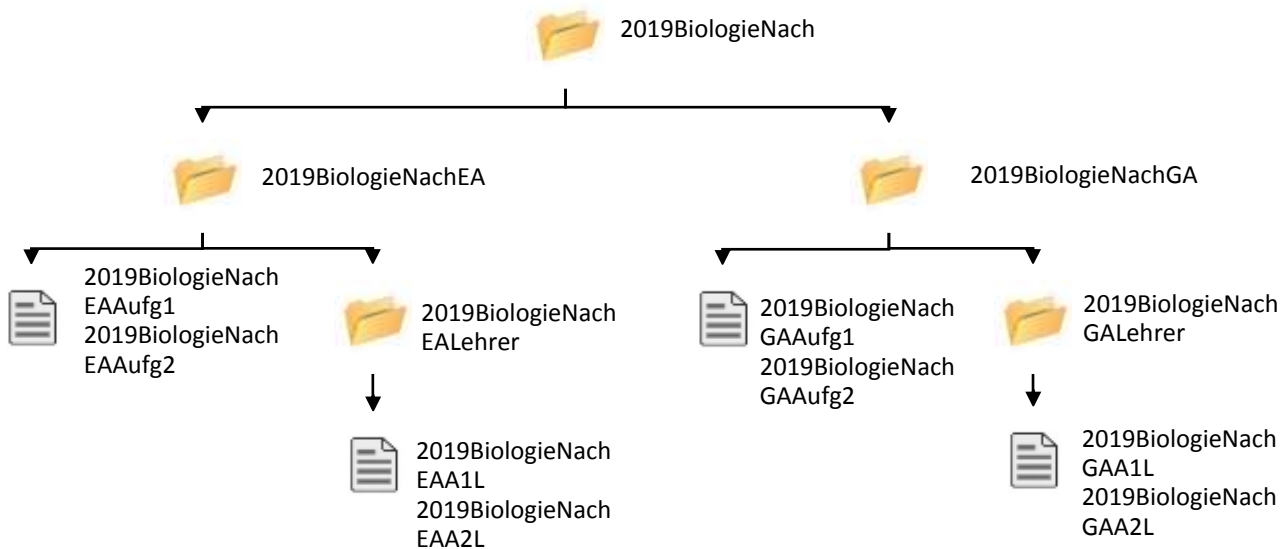 2019BiologieNach
2019BiologieNachEA
2019BiologieNachGA
2019BiologieNach
EAAufg1
2019BiologieNach
EAAufg2
2019BiologieNach
EALehrer
2019BiologieNach
GAAufg1
2019BiologieNach
GAAufg2
2019BiologieNach
GALehrer
2019BiologieNach
EAA1L
2019BiologieNach
EAA2L
2019BiologieNach
GAA1L
2019BiologieNach
GAA2L